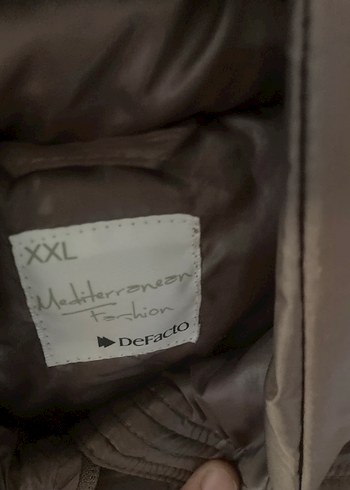 XXL
Mediterranean
Fashion
DeFacto